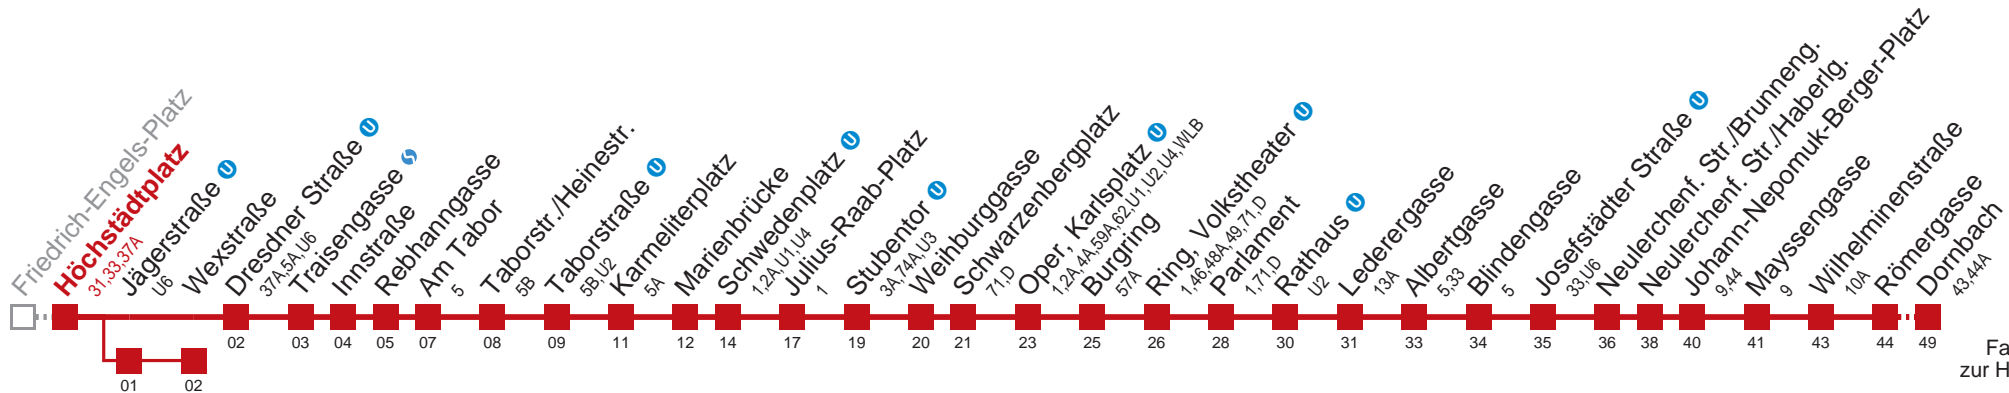 Friedrich-Engels-Platz
Höchstädtplatz
31,33,37A
Jägerstraße U
U6
Wexstraße
Dresdner Straße U
37A,5A,U6
Traisengasse
Innstraße
Rebhanngasse
Am Tabor
5
Taborstr./Heinestr.
5B
Taborstraße U
5B,U2
Karmeliterplatz
5A
Marienbrücke
Schwedenplatz U
1,2A,U1,U4
Julius-Raab-Platz
1
Stubentor U
3A,74A,U3
Weihburggasse
Schwarzenbergplatz
71,D
Oper, Karlsplatz U
1,2A,4A,59A,62,U1,U2,U4,WLB
Burgring
57A
Ring, Volkstheater U
1,46,48A,49,71,D
Parlament
1,71,D
Rathaus U
U2
Lederergasse
13A
Albertgasse
5,33
Blindengasse
5
Josefstädter Straße U
33,U6
Neulerchenf. Str./Brunneng.
Neulerchenf. Str./Haberlg.
Johann-Nepomuk-Berger-Platz
9,44
Mayssengasse
9
Wilhelminenstraße
10A
Römergasse
Dornbach
43,44A
02 03 04 05 07 08 09 11 12 14 17 19 20 21 23 25 26 28 30 31 33 34 35 36 38 40 41 43 44 49
01 02
Fa
zur H